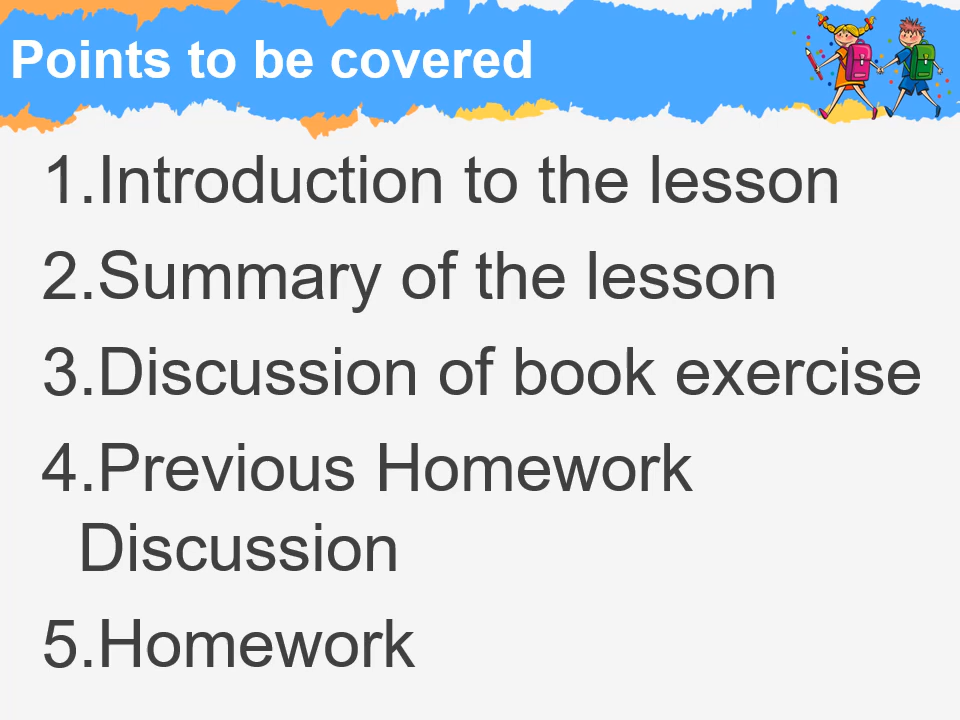 Points to be covered
1.Introduction to the lesson
2.Summary of the lesson
3.Discussion of book exercise
4.Previous Homework
Discussion
5.Homework